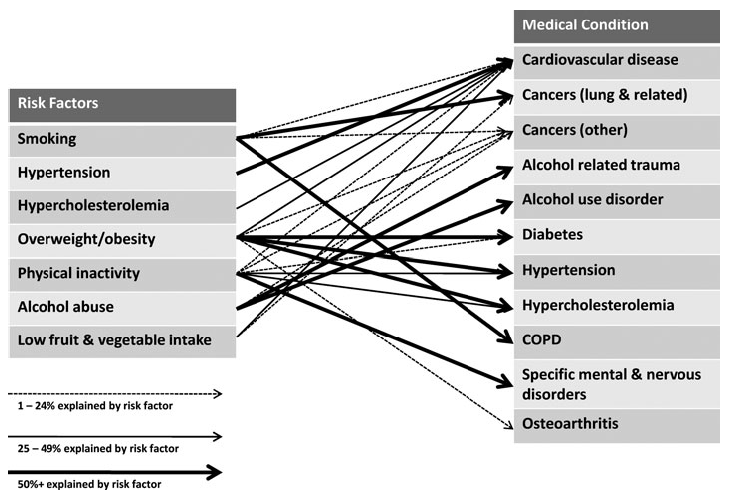 Risk Factors
Smoking
Hypertension
Hypercholesterolemia
Overweight/obesity
Physical inactivity
Alcohol abuse
Low fruit & vegetable intake
1 – 24% explained by risk factor
25 – 49% explained by risk factor
50%+ explained by risk factor
Medical Condition
Cardiovascular disease
Cancers (lung & related)
Cancers (other)
Alcohol related trauma
Alcohol use disorder
Diabetes
Hypertension
Hypercholesterolemia
COPD
Specific mental & nervous
disorders
Osteoarthritis